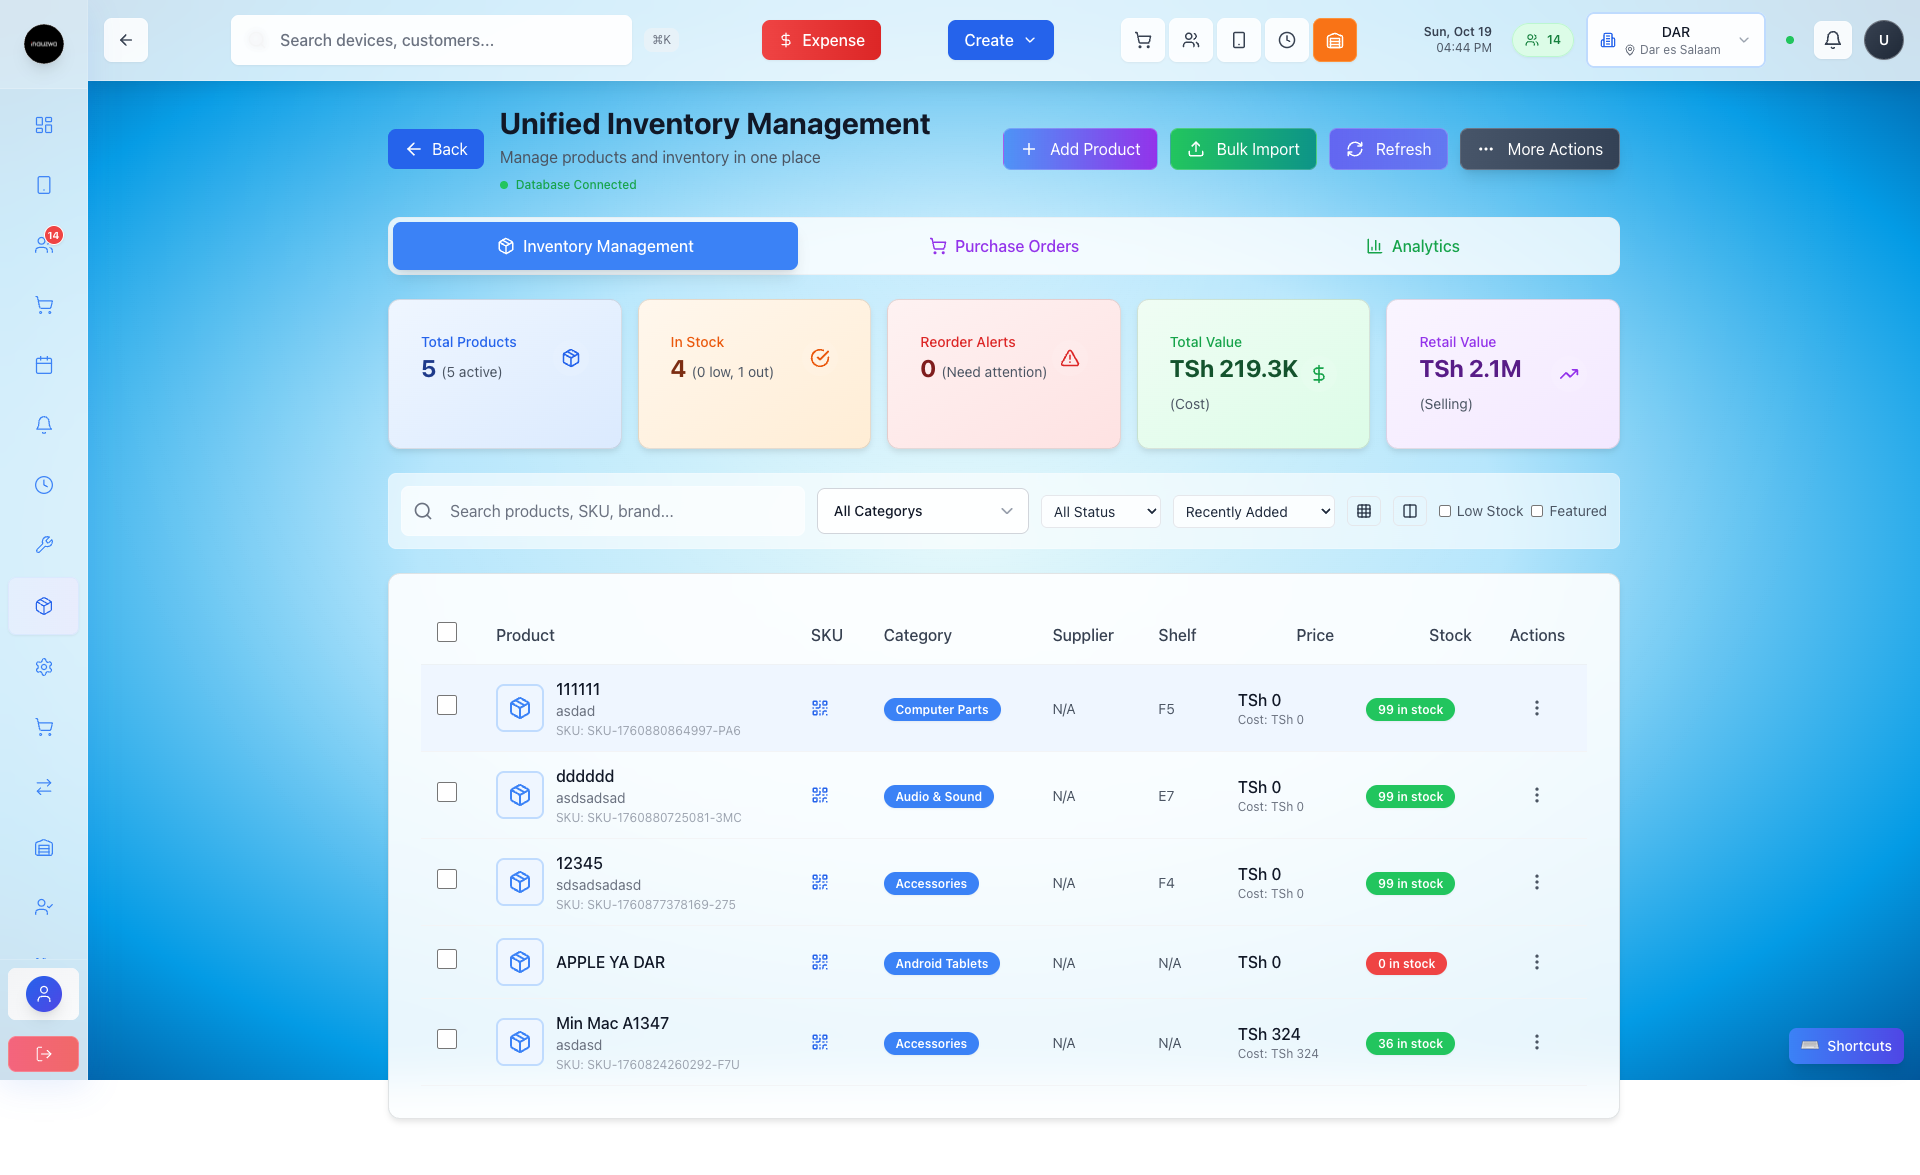 inauzwa
Search devices, customers...
⌘K
$ Expense
Create
Sun, Oct 19
04:44 PM
14
DAR
Dar es Salaam
U
14
Back
Unified Inventory Management
Manage products and inventory in one place
Database Connected
Add Product
Bulk Import
Refresh
More Actions
Inventory Management
Purchase Orders
Analytics
Total Products
5 (5 active)
In Stock
4 (0 low, 1 out)
Reorder Alerts
0 (Need attention)
Total Value
TSh 219.3K
(Cost)
Retail Value
TSh 2.1M
(Selling)
Search products, SKU, brand...
All Categorys
All Status
Recently Added
Low Stock
Featured
Product SKU Category Supplier Shelf Price Stock Actions
111111
asdad
SKU: SKU-1760880864997-PA6
Computer Parts
N/A
F5
TSh 0
Cost: TSh 0
99 in stock
dddddd
asdsadsad
SKU: SKU-1760880725081-3MC
Audio & Sound
N/A
E7
TSh 0
Cost: TSh 0
99 in stock
12345
sdsadsadasd
SKU: SKU-1760877378169-275
Accessories
N/A
F4
TSh 0
Cost: TSh 0
99 in stock
APPLE YA DAR
Android Tablets
N/A
N/A
TSh 0
0 in stock
Min Mac A1347
asdasd
SKU: SKU-1760824260292-F7U
Accessories
N/A
N/A
TSh 324
Cost: TSh 324
36 in stock
Shortcuts